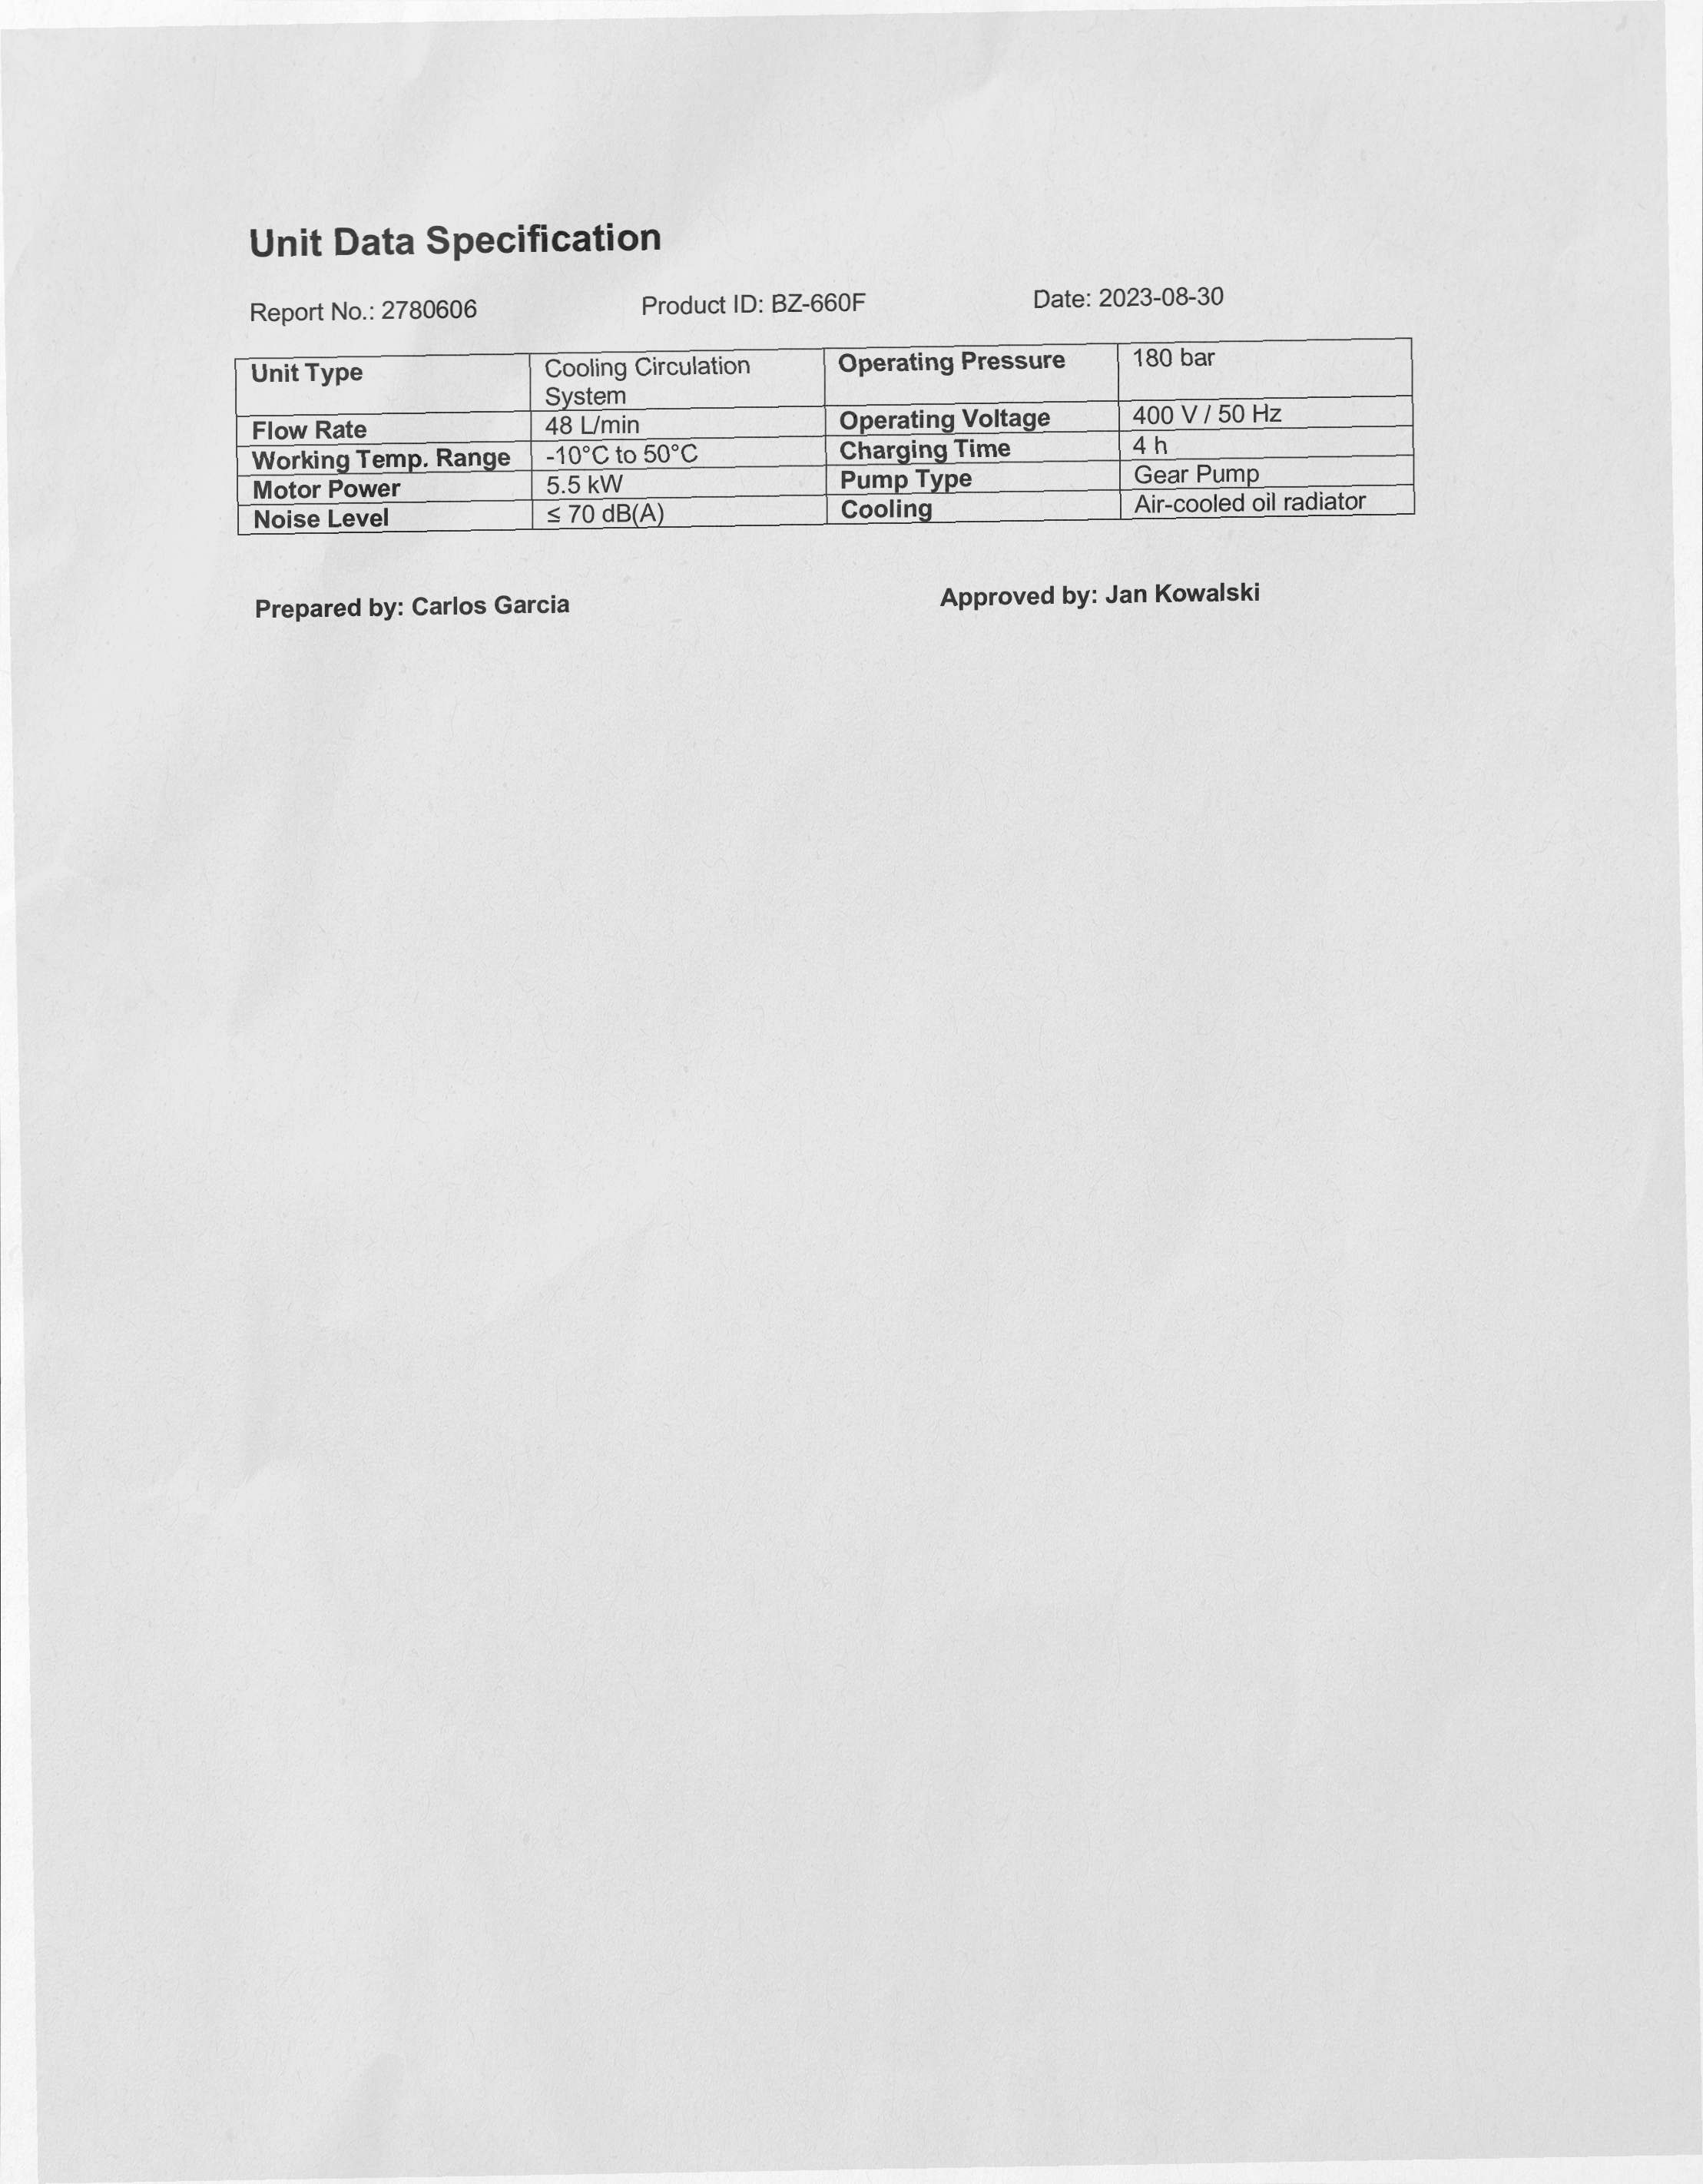 Unit Data Specification
Report No.: 2780606 Product ID: BZ-660F Date: 2023-08-30
Unit Type Cooling Circulation System Operating Pressure 180 bar
Flow Rate 48 L/min Operating Voltage 400 V / 50 Hz
Working Temp. Range -10°C to 50°C Charging Time 4 h
Motor Power 5.5 kW Pump Type Gear Pump
Noise Level ≤ 70 dB(A) Cooling Air-cooled oil radiator
Prepared by: Carlos Garcia Approved by: Jan Kowalski